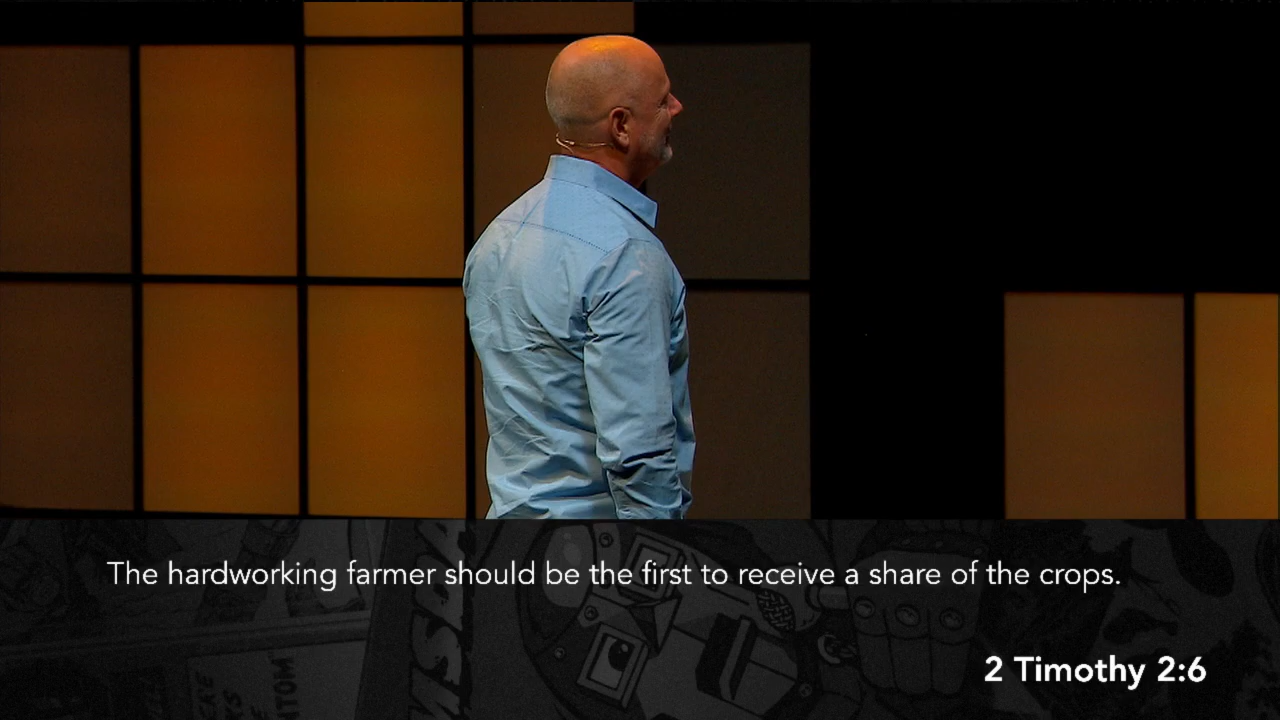 The hardworking farmer should be the first to receive a share of the crops.
2 Timothy 2:6